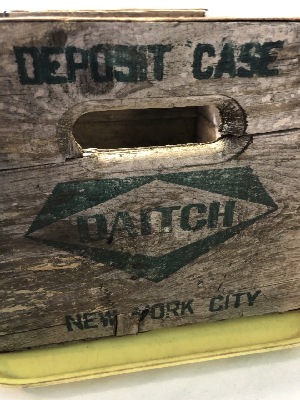 DEPOSIT CASE
DAITCH
NEW YORK CITY